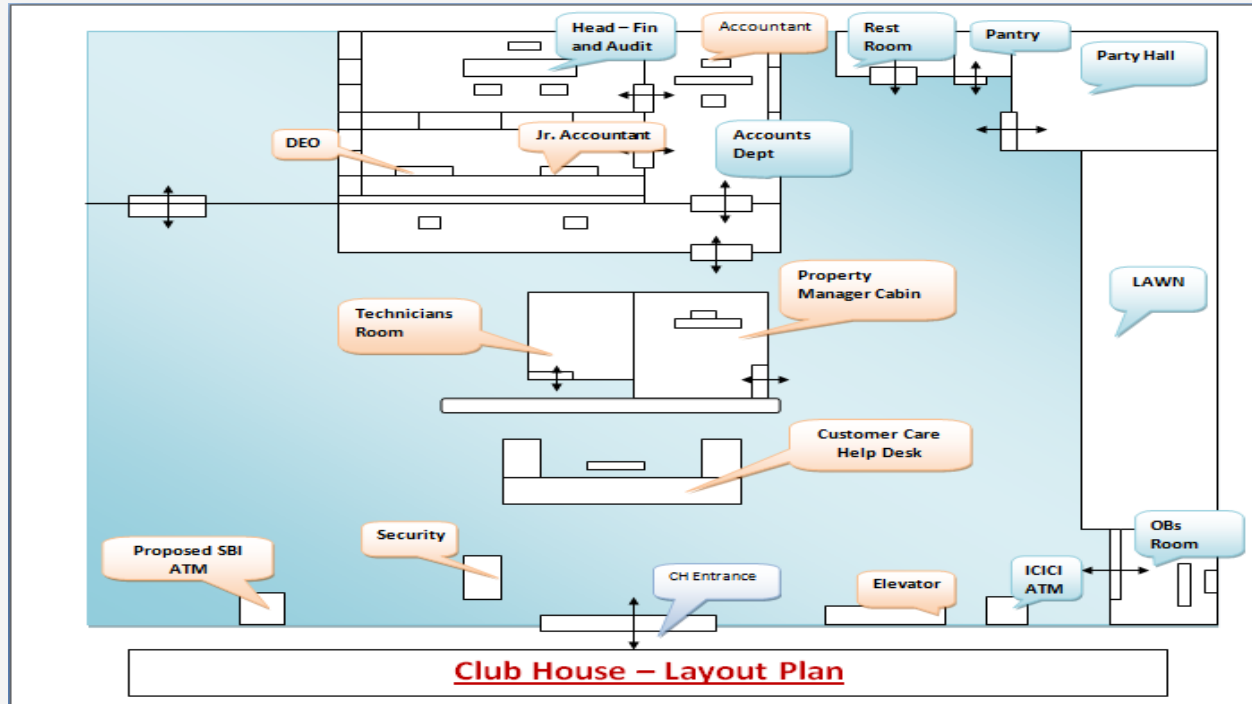 Head – Fin
and Audit
Accountant
Rest
Room
Pantry
Party Hall
DEO
Jr. Accountant
Accounts
Dept
Property
Manager Cabin
LAWN
Technicians
Room
Customer Care
Help Desk
Security
OBs
Room
Proposed SBI
ATM
CH Entrance
Elevator
ICICI
ATM
Club House – Layout Plan